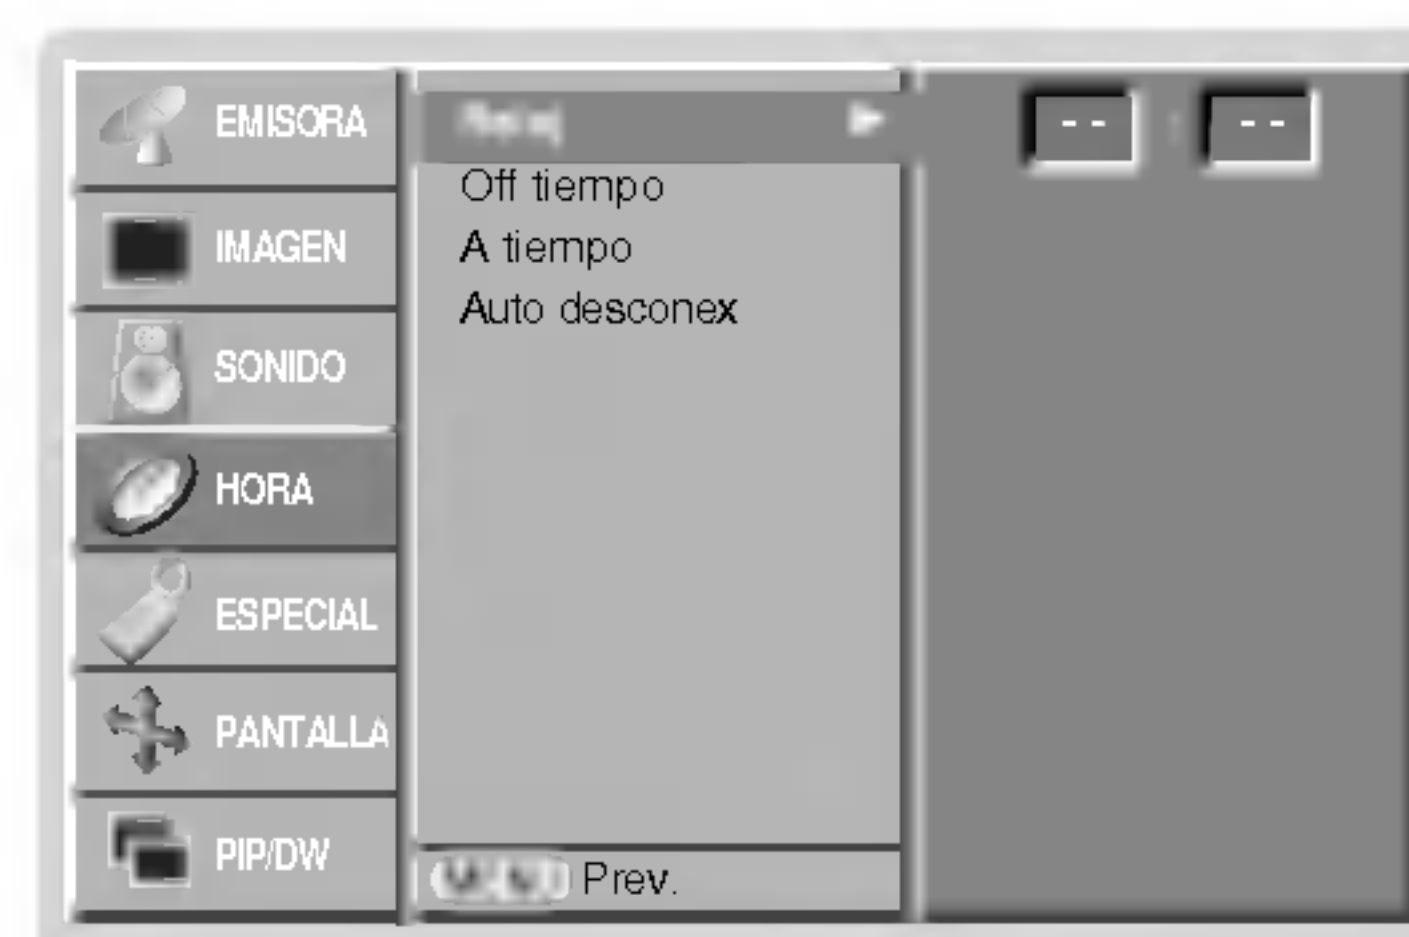 EMISORA
IMAGEN
SONIDO
HORA
ESPECIAL
PANTALLA
PIP/DW
Off tiempo
A tiempo
Auto desconex
Prev.
-- : --